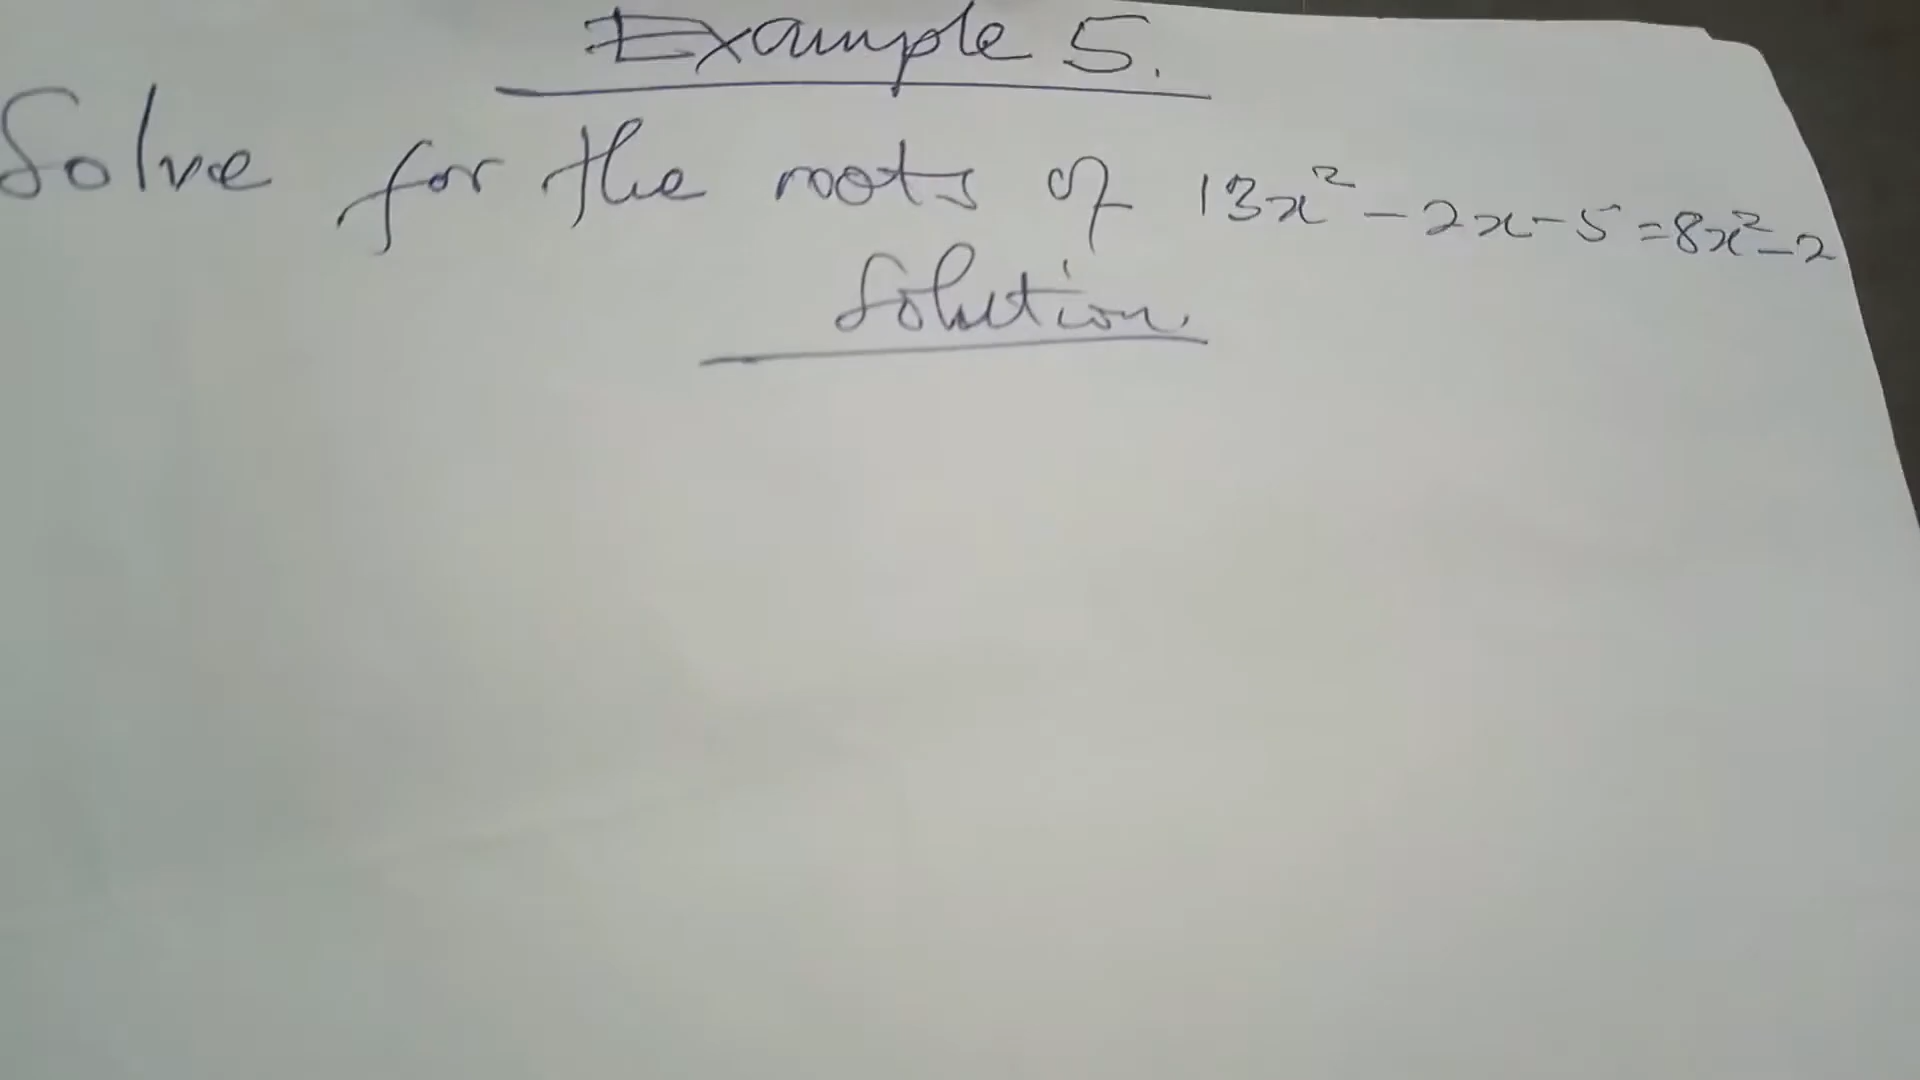 Example 5.
Solve for the roots of 13x² - 2x - 5 = 8x² - 2
Solution.